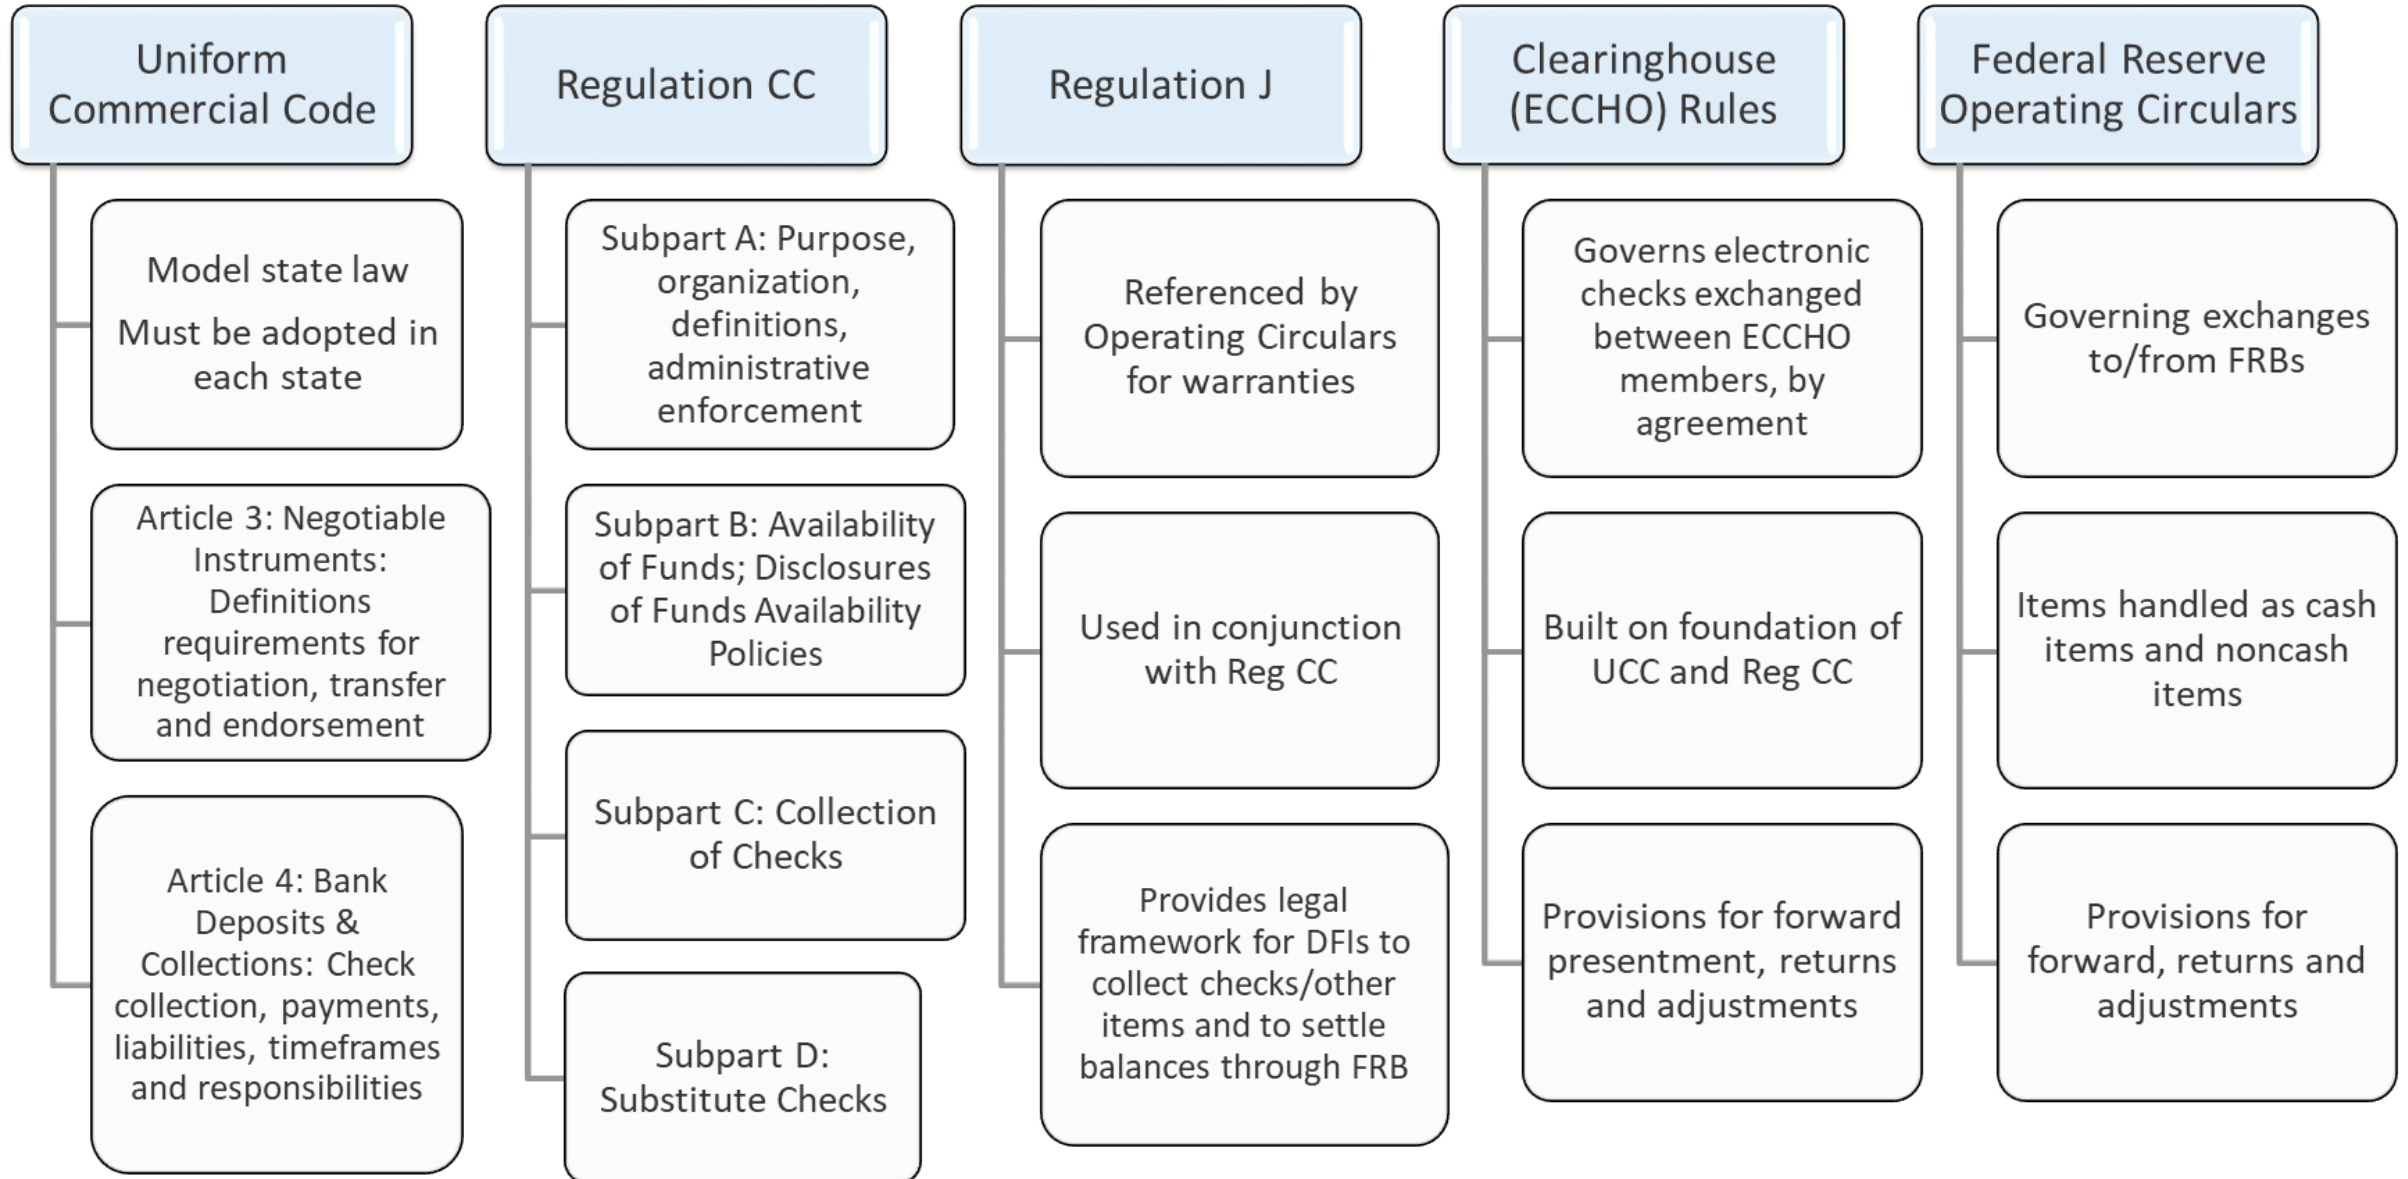 Uniform
Commercial Code
Model state law
Must be adopted in
each state
Article 3: Negotiable
Instruments:
Definitions
requirements for
negotiation, transfer
and endorsement
Article 4: Bank
Deposits &
Collections: Check
collection, payments,
liabilities, timeframes
and responsibilities
Regulation CC
Subpart A: Purpose,
organization,
definitions,
administrative
enforcement
Subpart B: Availability
of Funds; Disclosures
of Funds Availability
Policies
Subpart C: Collection
of Checks
Subpart D:
Substitute Checks
Regulation J
Referenced by
Operating Circulars
for warranties
Used in conjunction
with Reg CC
Provides legal
framework for DFIs to
collect checks/other
items and to settle
balances through FRB
Clearinghouse
(ECCHO) Rules
Governs electronic
checks exchanged
between ECCHO
members, by
agreement
Built on foundation of
UCC and Reg CC
Provisions for forward
presentment, returns
and adjustments
Federal Reserve
Operating Circulars
Governing exchanges
to/from FRBs
Items handled as cash
items and noncash
items
Provisions for
forward, returns and
adjustments